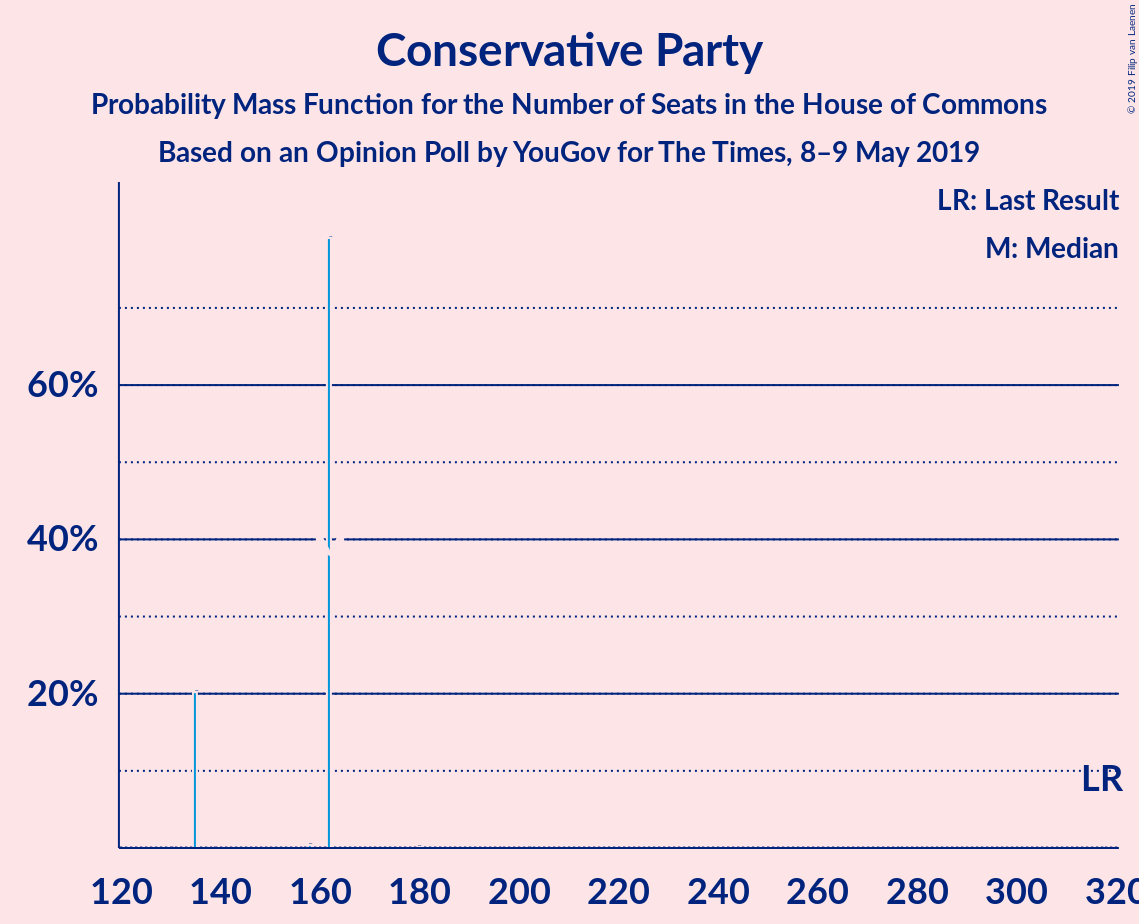 Conservative Party
Probability Mass Function for the Number of Seats in the House of Commons
Based on an Opinion Poll by YouGov for The Times, 8–9 May 2019
© 2019 Filip van Laenen
LR: Last Result
M: Median
60%
40%
20%
LR
120 140 160 180 200 220 240 260 280 300 320